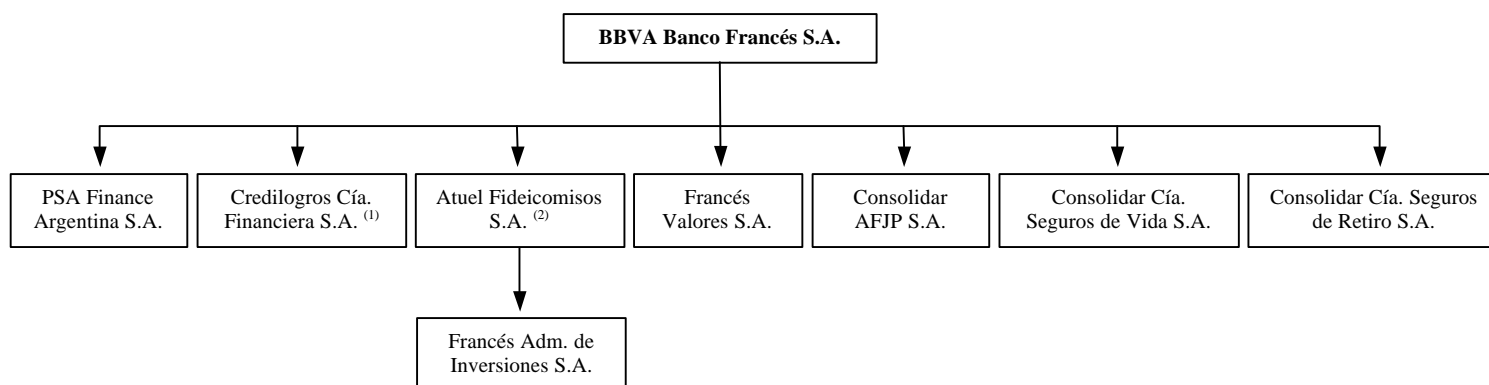 BBVA Banco Francés S.A.
PSA Finance
Argentina S.A.
Credilogros Cía.
Financiera S.A. (1)
Atuel Fideicomisos
S.A. (2)
Francés
Valores S.A.
Consolidar
AFJP S.A.
Consolidar Cía.
Seguros de Vida S.A.
Consolidar Cía. Seguros
de Retiro S.A.
Francés Adm. de
Inversiones S.A.